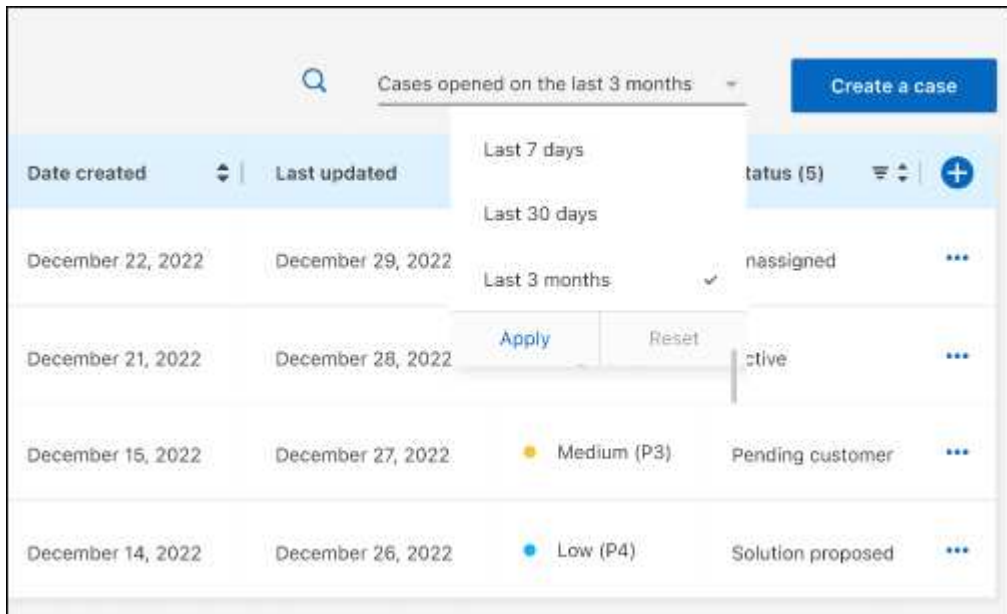 Cases opened on the last 3 months
Create a case
Last 7 days
Last 30 days
Last 3 months
Apply Reset
Date created Last updated tatus (5)
December 22, 2022 December 29, 2022 nassigned
December 21, 2022 December 28, 2022 ctive
December 15, 2022 December 27, 2022 Medium (P3) Pending customer
December 14, 2022 December 26, 2022 Low (P4) Solution proposed